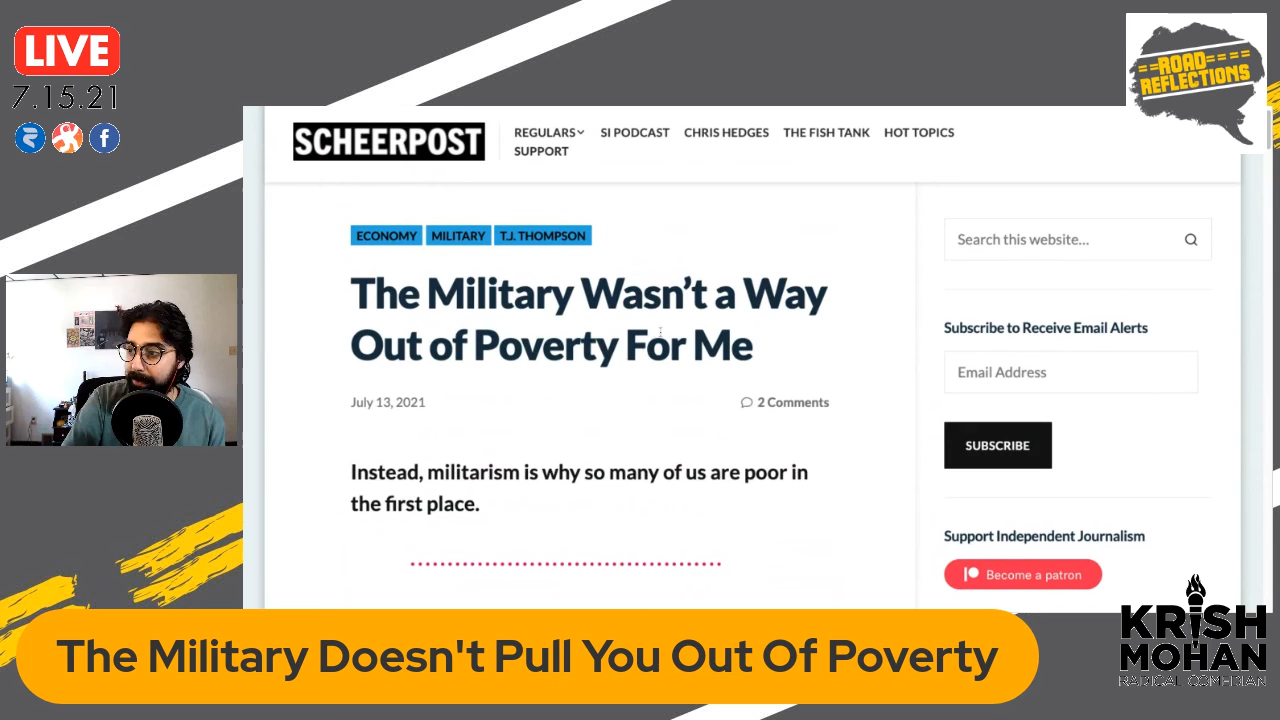 LIVE
7.15.21
==ROAD====
REFLECTIONS
SCHEERPOST
REGULARS
SI PODCAST
CHRIS HEDGES
THE FISH TANK
HOT TOPICS
SUPPORT
ECONOMY
MILITARY
T.J. THOMPSON
The Military Wasn't a Way
Out of Poverty For Me
July 13, 2021
2 Comments
Instead, militarism is why so many of us are poor in
the first place.
Search this website...
Subscribe to Receive Email Alerts
Email Address
SUBSCRIBE
Support Independent Journalism
Become a patron
The Military Doesn't Pull You Out Of Poverty
KRISH
MOHAN
RADICAL COMEDIAN